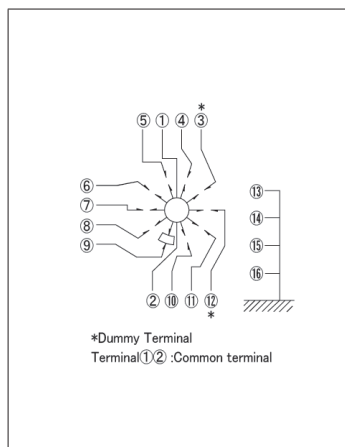 *
⑤ ① ④ ③
⑥
⑦
⑧
⑨
⑬
⑭
⑮
⑯
② ⑩ ⑪ ⑫
*
*Dummy Terminal
Terminal①② :Common terminal